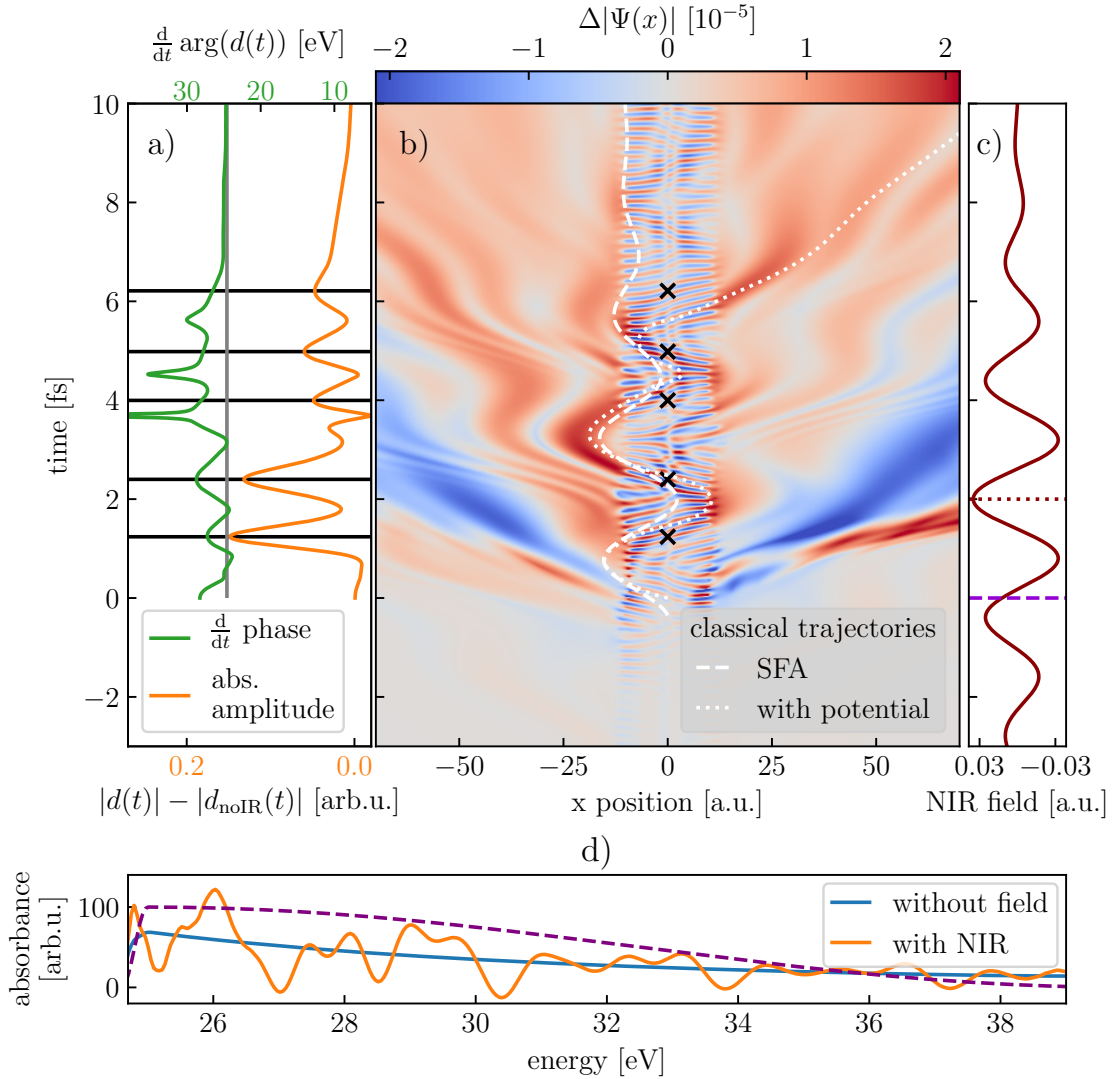 Δ|Ψ(x)| [10⁻⁵]
d/dt arg(d(t)) [eV]
−2 −1 0 1 2
30 20 10
a) b) c)
10
8
6
4
2
0
−2
time [fs]
d/dt phase
abs.
amplitude
classical trajectories
SFA
with potential
0.2 0.0
−50 −25 0 25 50
0.03 −0.03
|d(t)| − |d_noIR(t)| [arb.u.]
x position [a.u.]
NIR field [a.u.]
d)
absorbance
[arb.u.]
100
0
without field
with NIR
26 28 30 32 34 36 38
energy [eV]